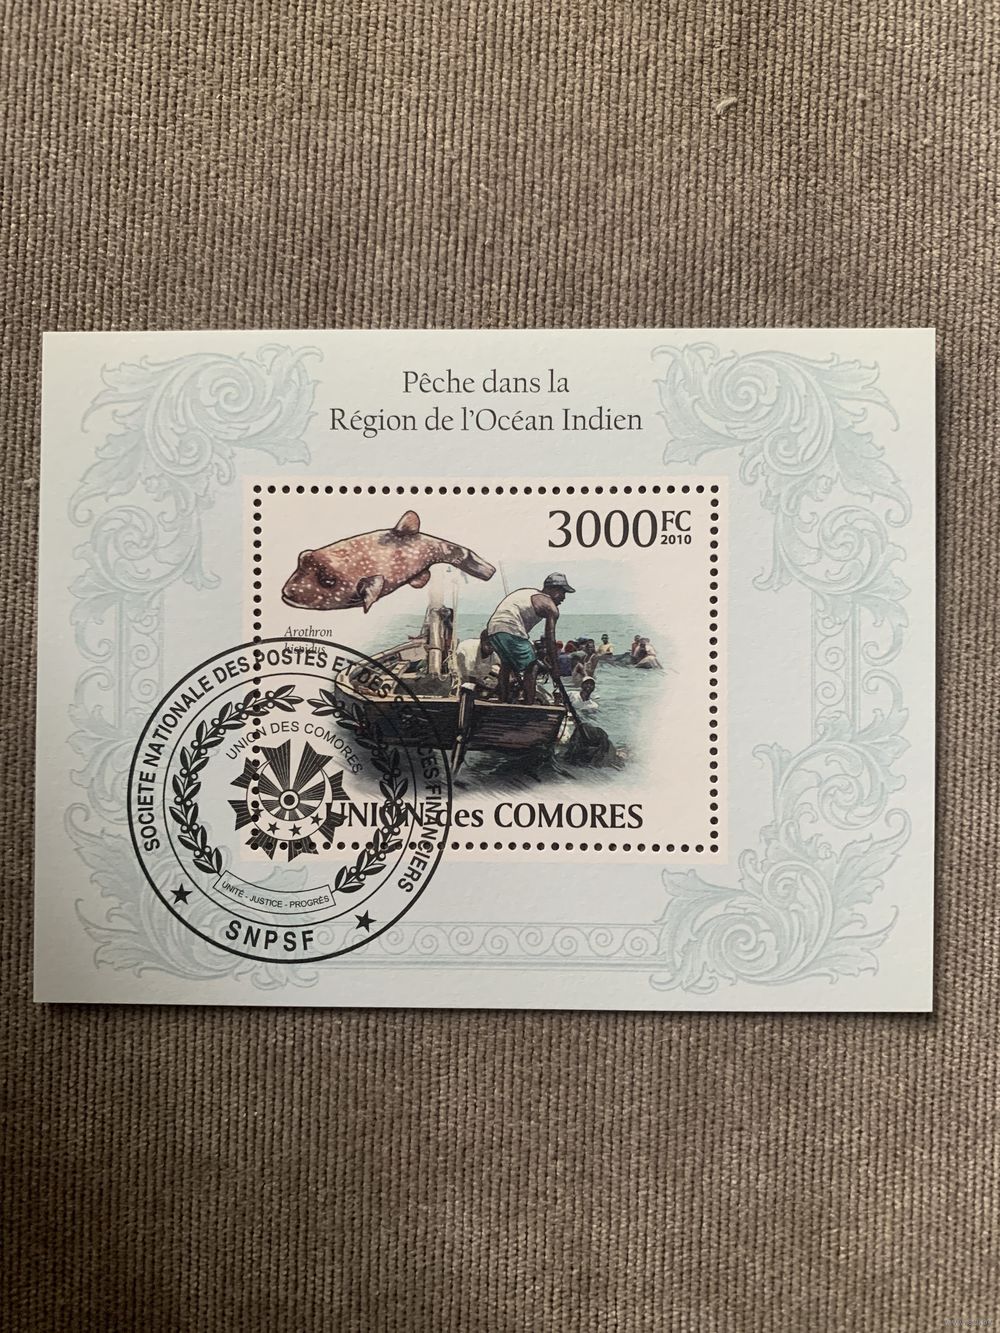 Pêche dans la
Région de l'Océan Indien
3000FC
2010
Arothron
hispidus
UNION des COMORES
SOCIETE NATIONALE DES POSTES ET DES SERVICES FINANCIERS
UNION DES COMORES
UNITÉ - JUSTICE - PROGRÈS
SNPSF